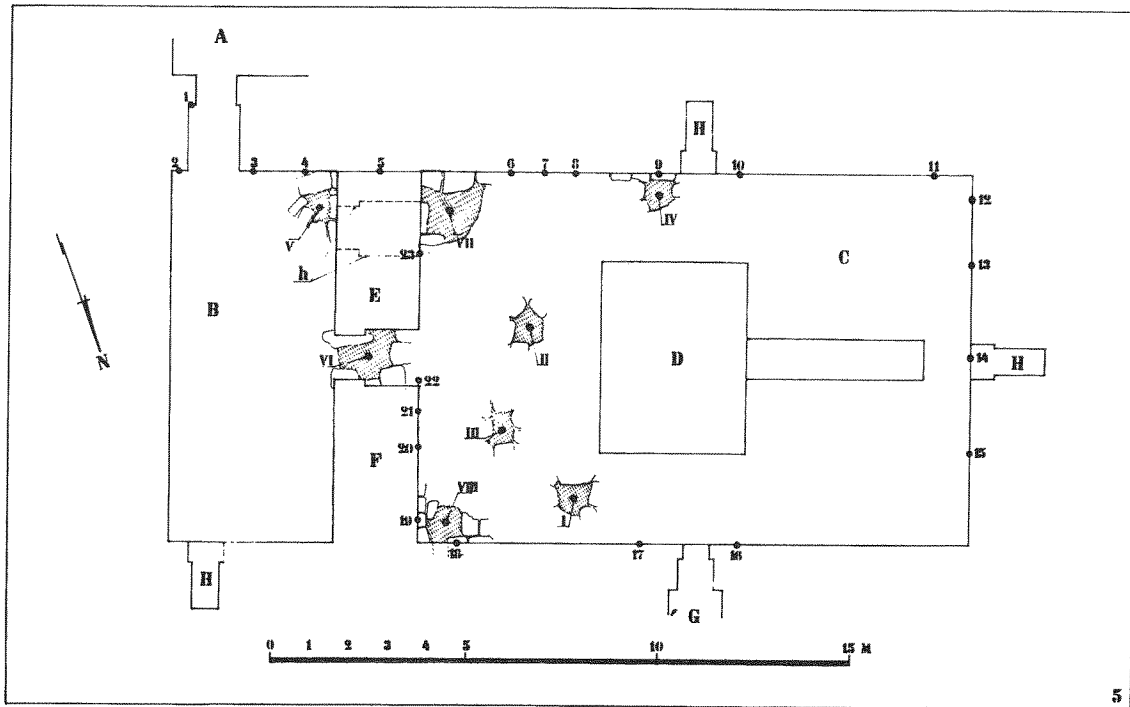 A
1
H
2 3 4 5 6 7 8 9 10 11
12
V VII IV
23 C
h 13
E
B
N
II D 14 H
VI
22
21
III
20 15
F
VIII
19 I
18 17 16
H
G
0 1 2 3 4 5 10 15 M
5